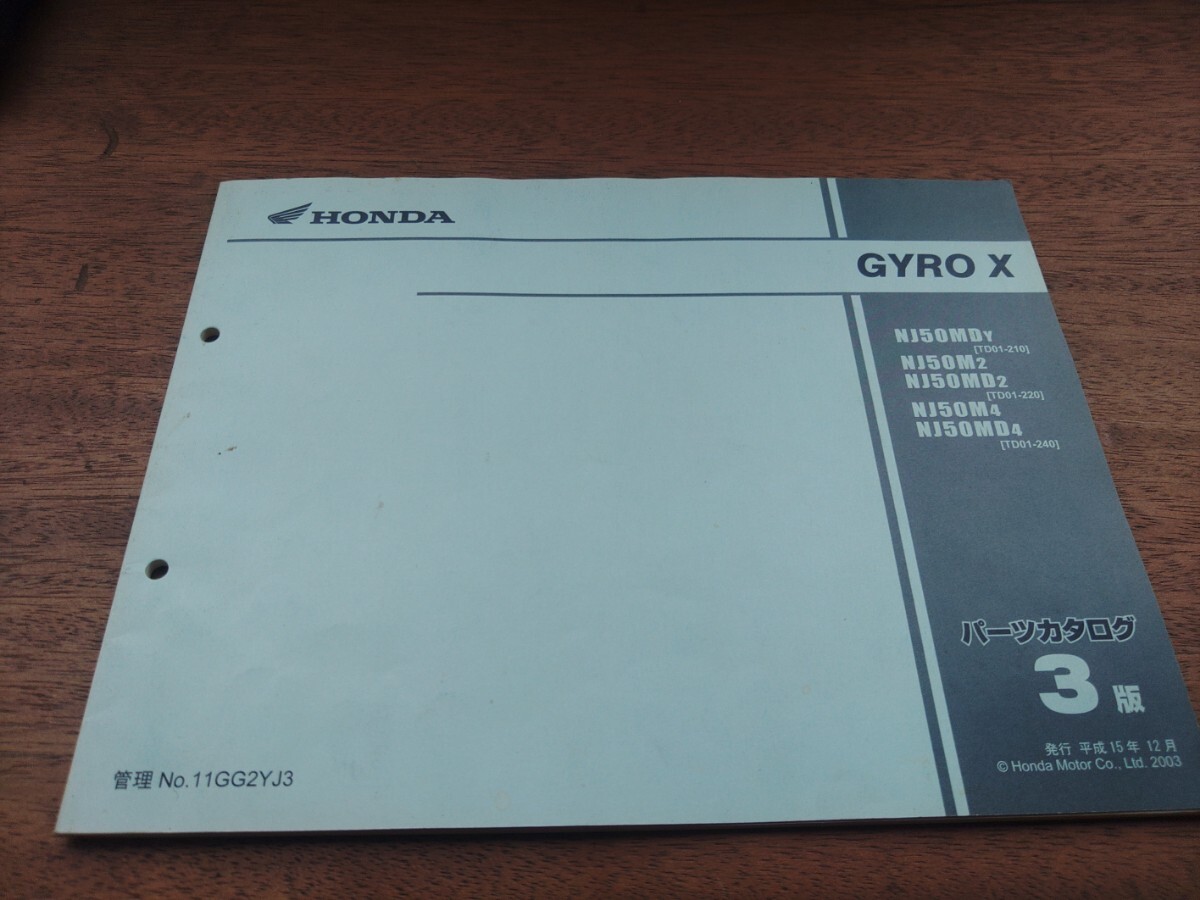 HONDA
GYRO X
NJ50MDY
[TD01-210]
NJ50M2
NJ50MD2
[TD01-220]
NJ50M4
NJ50MD4
[TD01-240]
パーツカタログ
3 版
発行 平成15年 12月
© Honda Motor Co., Ltd. 2003
管理 No.11GG2YJ3